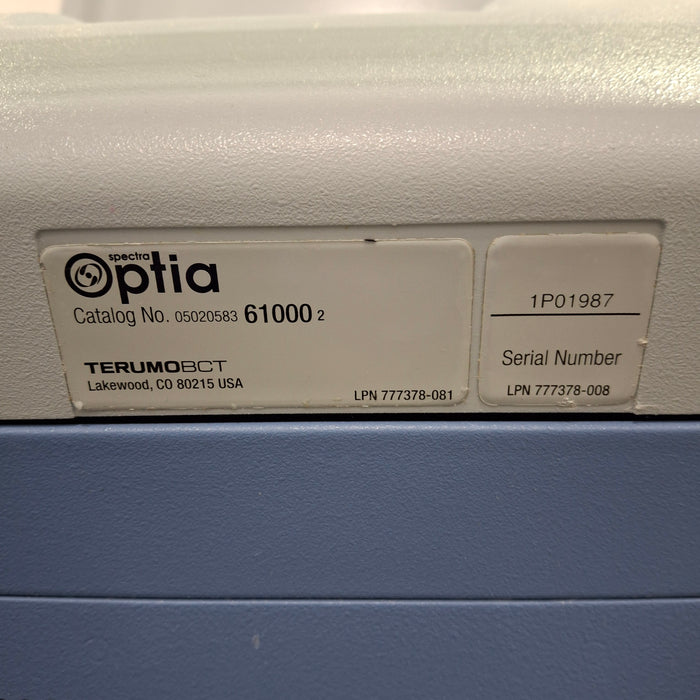 spectra
Optia
Catalog No. 05020583 61000 2
TERUMOBCT
Lakewood, CO 80215 USA
LPN 777378-081
1P01987
Serial Number
LPN 777378-008